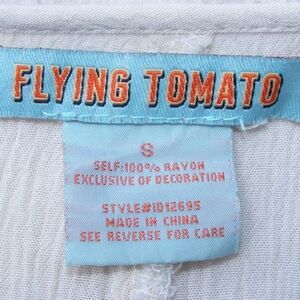 FLYING TOMATO
S
SELF:100% RAYON
EXCLUSIVE OF DECORATION
STYLE#ID12695
MADE IN CHINA
SEE REVERSE FOR CARE